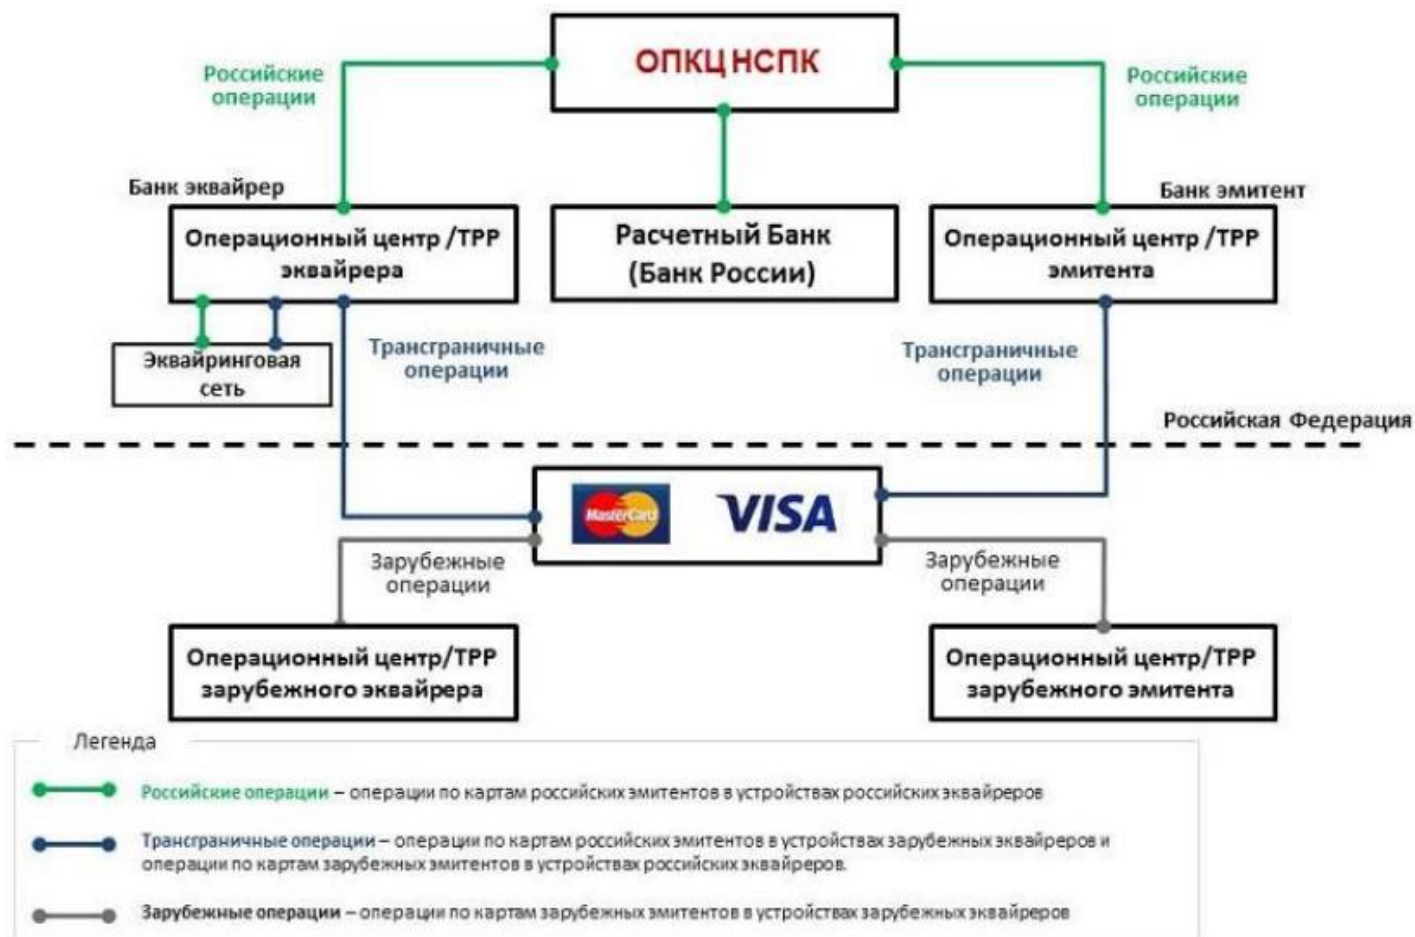 ОПКЦ НСПК
Российские
операции
Российские
операции
Банк эквайрер
Банк эмитент
Операционный центр /ТРР
эквайрера
Расчетный Банк
(Банк России)
Операционный центр /ТРР
эмитента
Эквайринговая
сеть
Трансграничные
операции
Трансграничные
операции
Российская Федерация
MasterCard
VISA
Зарубежные
операции
Зарубежные
операции
Операционный центр/ТРР
зарубежного эквайрера
Операционный центр/ТРР
зарубежного эмитента
Легенда
Российские операции – операции по картам российских эмитентов в устройствах российских эквайреров
Трансграничные операции – операции по картам российских эмитентов в устройствах зарубежных эквайреров и
операции по картам зарубежных эмитентов в устройствах российских эквайреров.
Зарубежные операции – операции по картам зарубежных эмитентов в устройствах зарубежных эквайреров